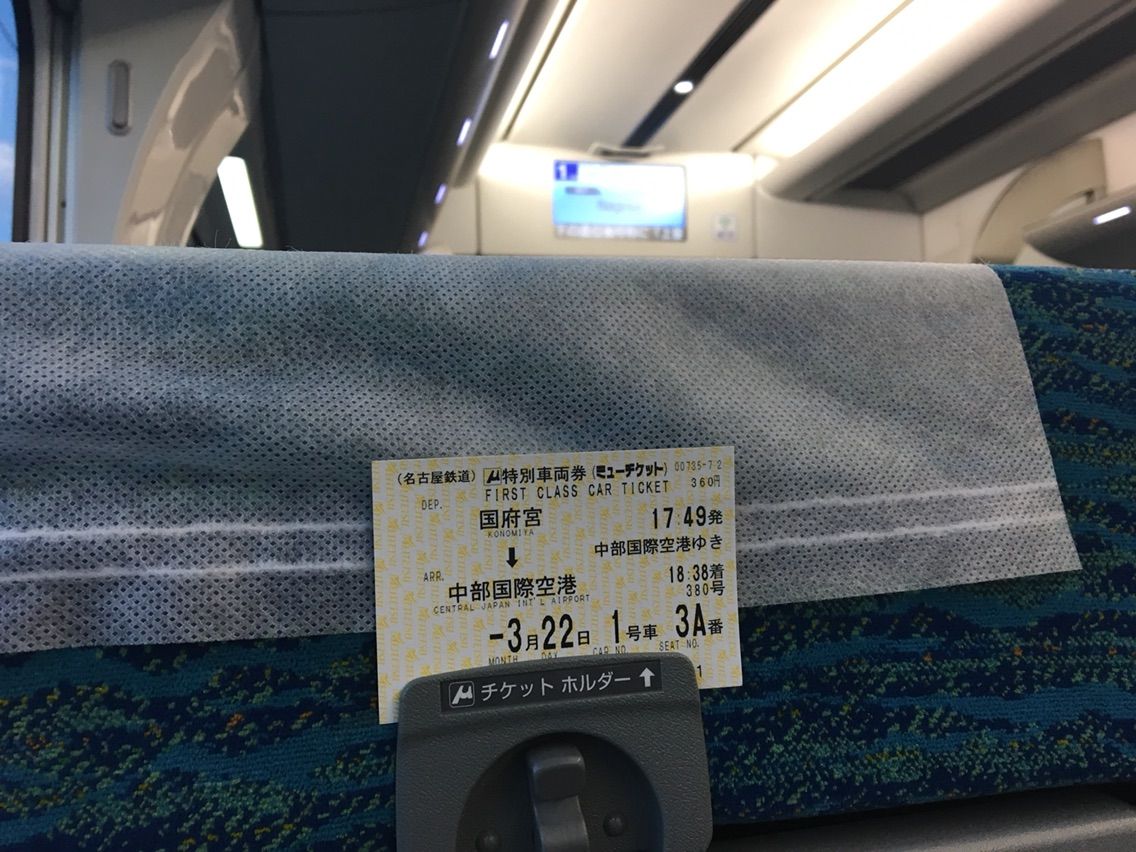 1
(名古屋鉄道) μ特別車両券(ミューチケット) 00735-72
FIRST CLASS CAR TICKET 360円
DEP. 国府宮 17:49発
KONOMIYA
↓ 中部国際空港ゆき
ARR. 中部国際空港 18:38着
CENTRAL JAPAN INT'L AIRPORT 380号
-3月22日 1号車 3A番
MONTH DAY CAR NO. SEAT NO.
1
μ チケット ホルダー ↑